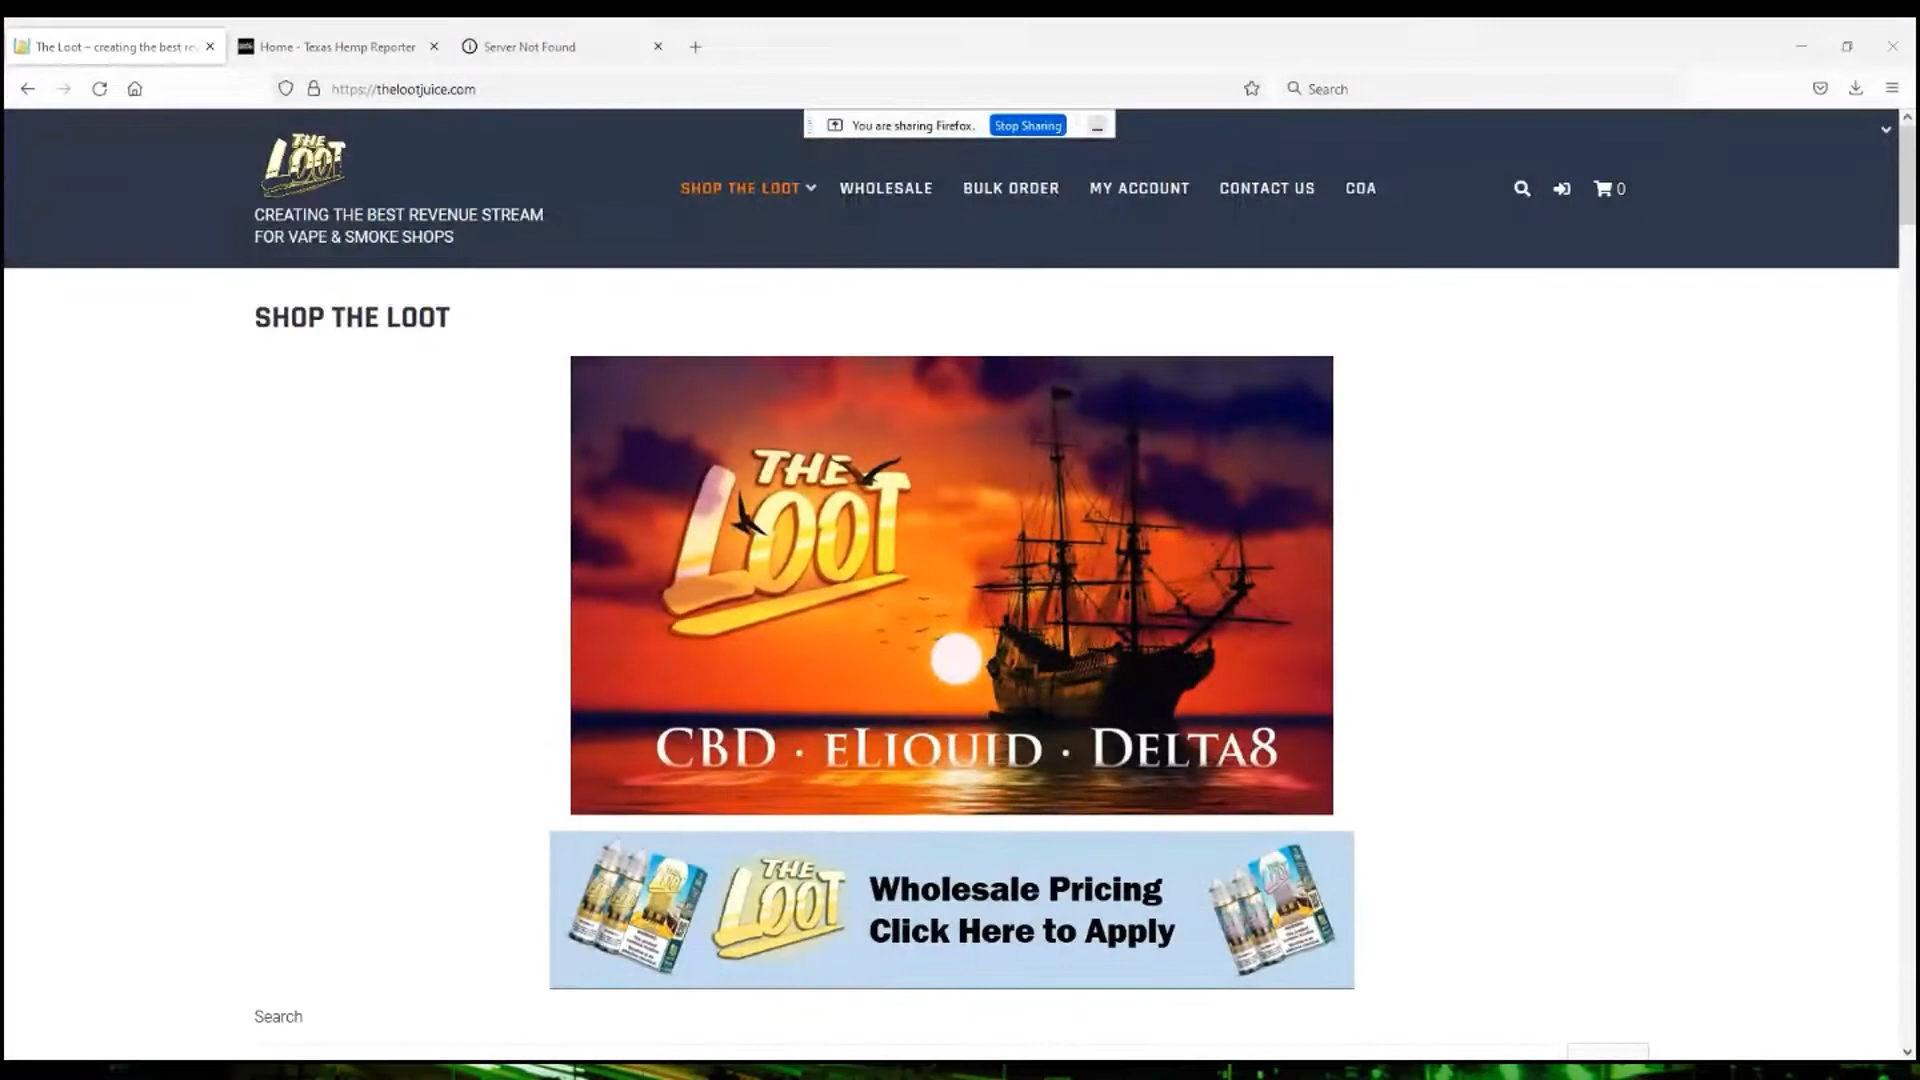 The Loot – creating the best re
Home - Texas Hemp Reporter
Server Not Found
https://thelootjuice.com
Search
You are sharing Firefox.
Stop Sharing
THE LOOT
CREATING THE BEST REVENUE STREAM
FOR VAPE & SMOKE SHOPS
SHOP THE LOOT
WHOLESALE
BULK ORDER
MY ACCOUNT
CONTACT US
COA
0
SHOP THE LOOT
THE
LOOT
CBD · ELIQUID · DELTA8
THE
LOOT
Wholesale Pricing
Click Here to Apply
Search